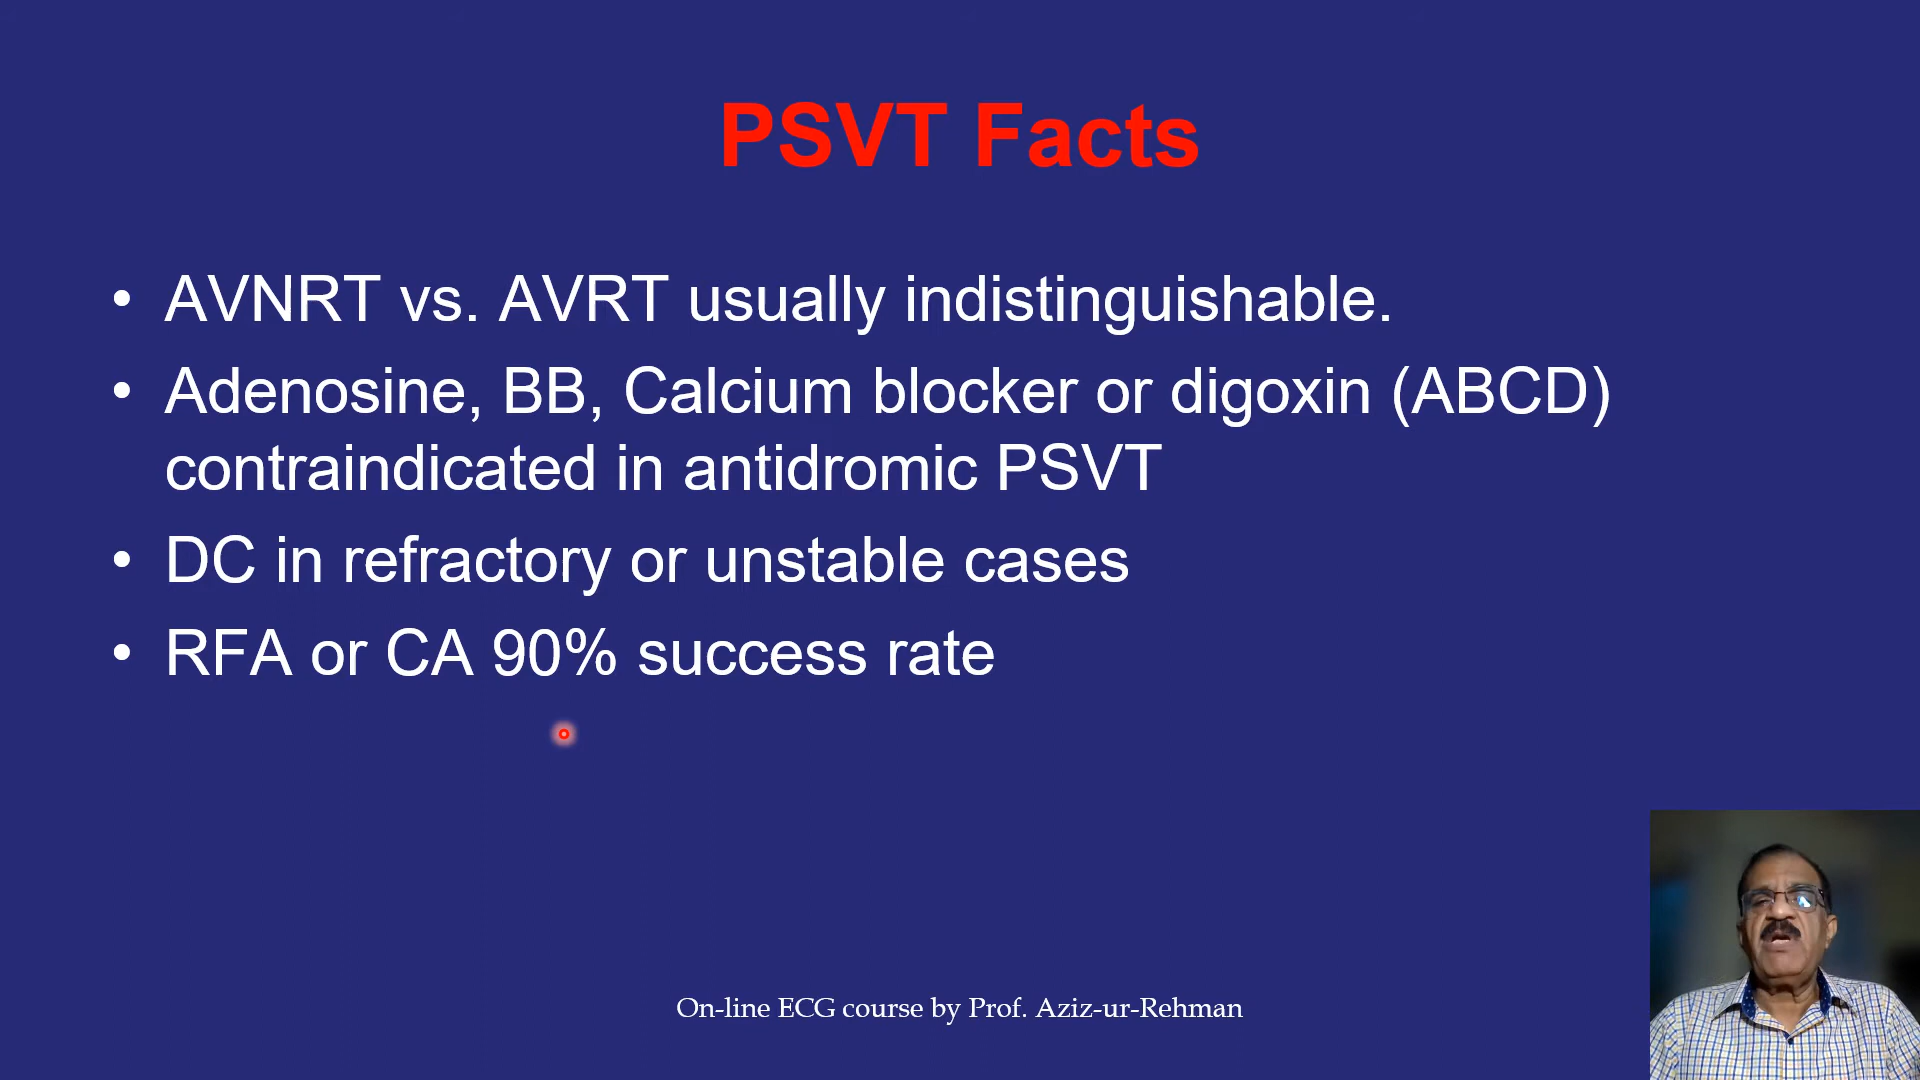 PSVT Facts
• AVNRT vs. AVRT usually indistinguishable.
• Adenosine, BB, Calcium blocker or digoxin (ABCD)
contraindicated in antidromic PSVT
• DC in refractory or unstable cases
• RFA or CA 90% success rate
On-line ECG course by Prof. Aziz-ur-Rehman